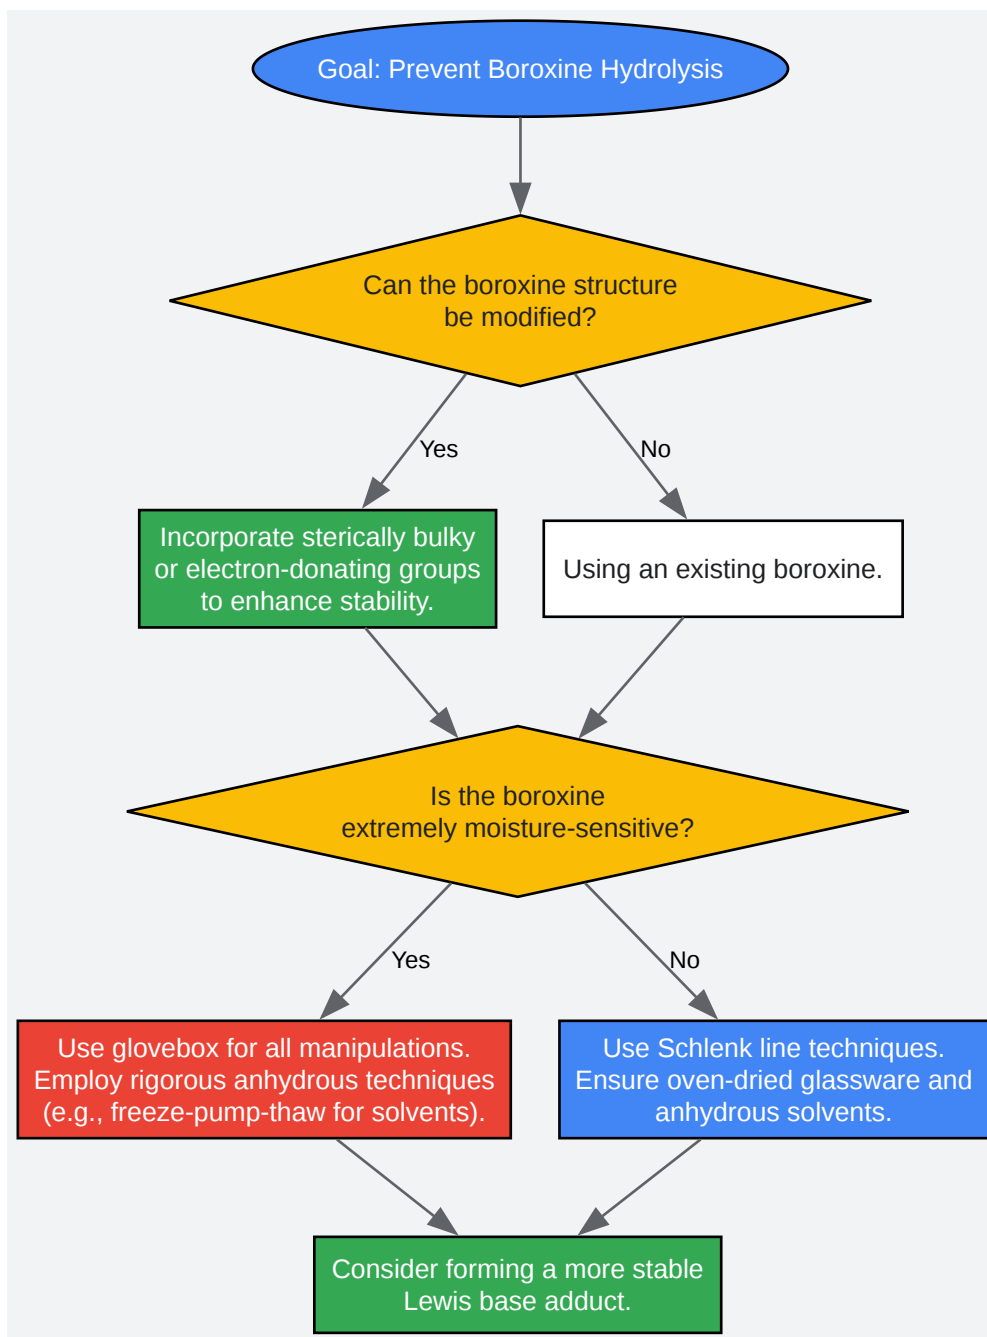 Goal: Prevent Boroxine Hydrolysis
Can the boroxine structure
be modified?
Yes
No
Incorporate sterically bulky
or electron-donating groups
to enhance stability.
Using an existing boroxine.
Is the boroxine
extremely moisture-sensitive?
Yes
No
Use glovebox for all manipulations.
Employ rigorous anhydrous techniques
(e.g., freeze-pump-thaw for solvents).
Use Schlenk line techniques.
Ensure oven-dried glassware and
anhydrous solvents.
Consider forming a more stable
Lewis base adduct.